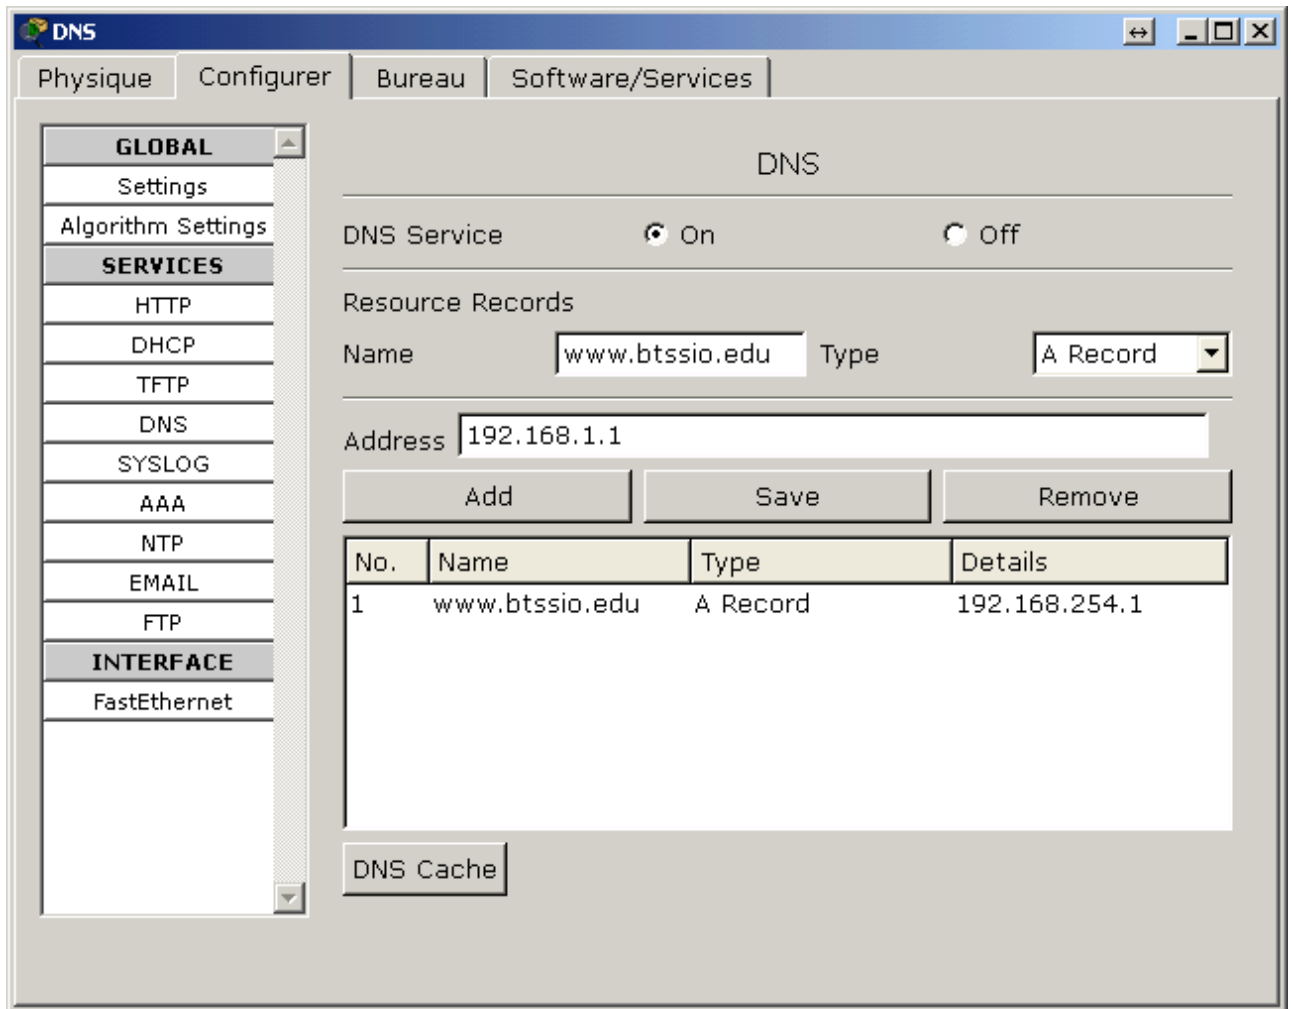 DNS
Physique Configurer Bureau Software/Services
GLOBAL
Settings
Algorithm Settings
SERVICES
HTTP
DHCP
TFTP
DNS
SYSLOG
AAA
NTP
EMAIL
FTP
INTERFACE
FastEthernet
DNS
DNS Service On Off
Resource Records
Name www.btssio.edu Type A Record
Address 192.168.1.1
Add Save Remove
No. Name Type Details
1 www.btssio.edu A Record 192.168.254.1
DNS Cache